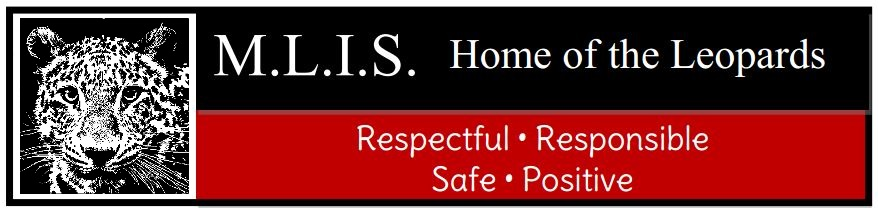 M.L.I.S. Home of the Leopards
Respectful • Responsible
Safe • Positive